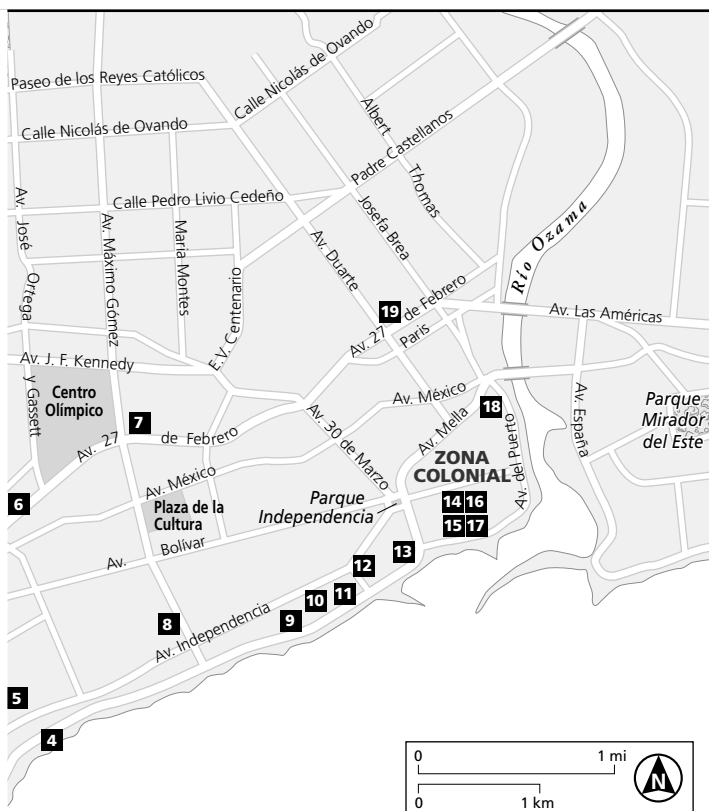 Paseo de los Reyes Católicos
Calle Nicolás de Ovando
Calle Nicolás de Ovando
Albert
Thomas
Padre Castellanos
Calle Pedro Livio Cedeño
Josefa Brea
Av. José
Ortega
y Gassett
Av. Máximo Gómez
Maria Montes
E.V. Centenario
Av. Duarte
Río Ozama
19
Av. 27 de Febrero
Paris
Av. Las Américas
Av. J. F. Kennedy
Centro
Olímpico
7
Av. 27 de Febrero
Av. México
18
Av. Mella
Av. 30 de Marzo
Av. del Puerto
Av. España
Parque
Mirador
del Este
ZONA
COLONIAL
6
Av. México
Plaza de la
Cultura
Parque
Independencia
14 16
15 17
Av. Bolívar
13
12
11
10
9
8
Av. Independencia
5
4
0 1 mi
0 1 km
N